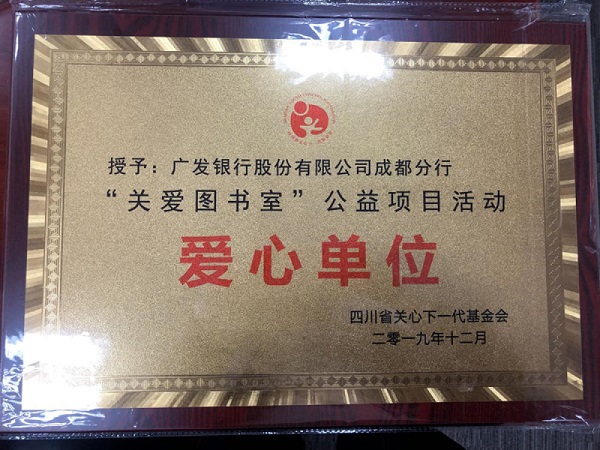 授予：广发银行股份有限公司成都分行
“关爱图书室”公益项目活动
爱心单位
四川省关心下一代基金会
二零一九年十二月